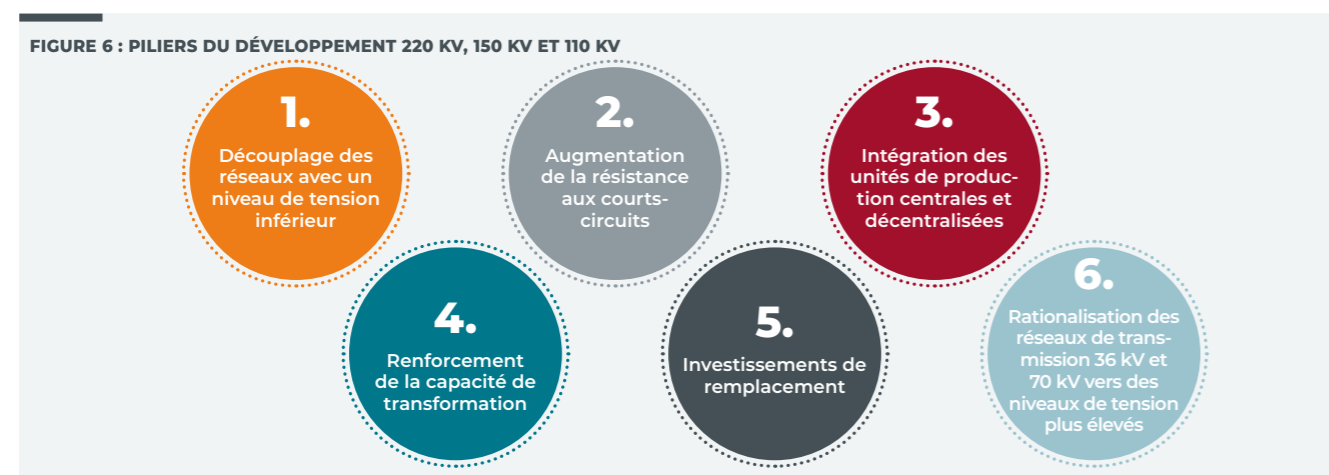 FIGURE 6 : PILIERS DU DÉVELOPPEMENT 220 KV, 150 KV ET 110 KV
1.
Découplage des
réseaux avec un
niveau de tension
inférieur
2.
Augmentation
de la résistance
aux courts-
circuits
3.
Intégration des
unités de produc-
tion centrales et
décentralisées
4.
Renforcement
de la capacité de
transformation
5.
Investissements de
remplacement
6.
Rationalisation des
réseaux de trans-
mission 36 kV et
70 kV vers des
niveaux de tension
plus élevés